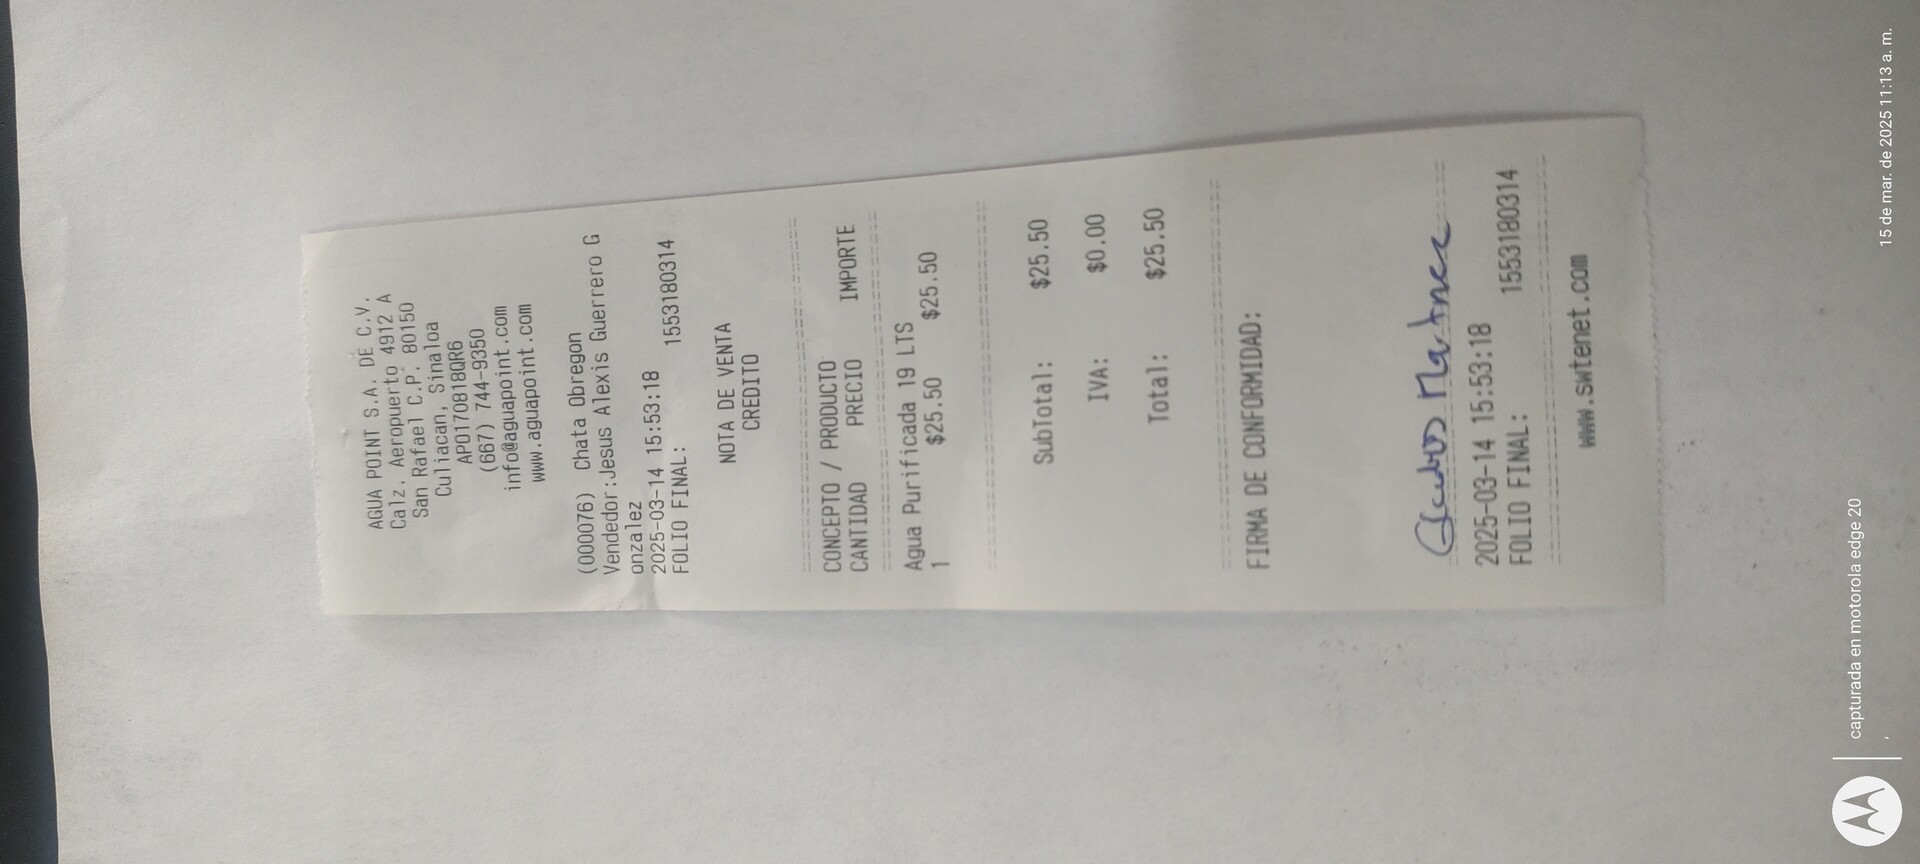 AGUA POINT S.A. DE C.V.
Calz. Aeropuerto 4912 A
San Rafael C.P. 80150
Culiacan, Sinaloa
APO170818QR6
(667) 744-9350
info@aguapoint.com
www.aguapoint.com
(000076) Chata Obregon
Vendedor:Jesus Alexis Guerrero G
onzalez
2025-03-14 15:53:18
FOLIO FINAL: 1553180314
NOTA DE VENTA
CREDITO
CONCEPTO / PRODUCTO
CANTIDAD PRECIO IMPORTE
Agua Purificada 19 LTS
1 $25.50 $25.50
SubTotal: $25.50
IVA: $0.00
Total: $25.50
FIRMA DE CONFORMIDAD:
Martinez
2025-03-14 15:53:18
FOLIO FINAL: 1553180314
www.swtenet.com
capturada en motorola edge 20
,
15 de mar. de 2025 11:13 a. m.